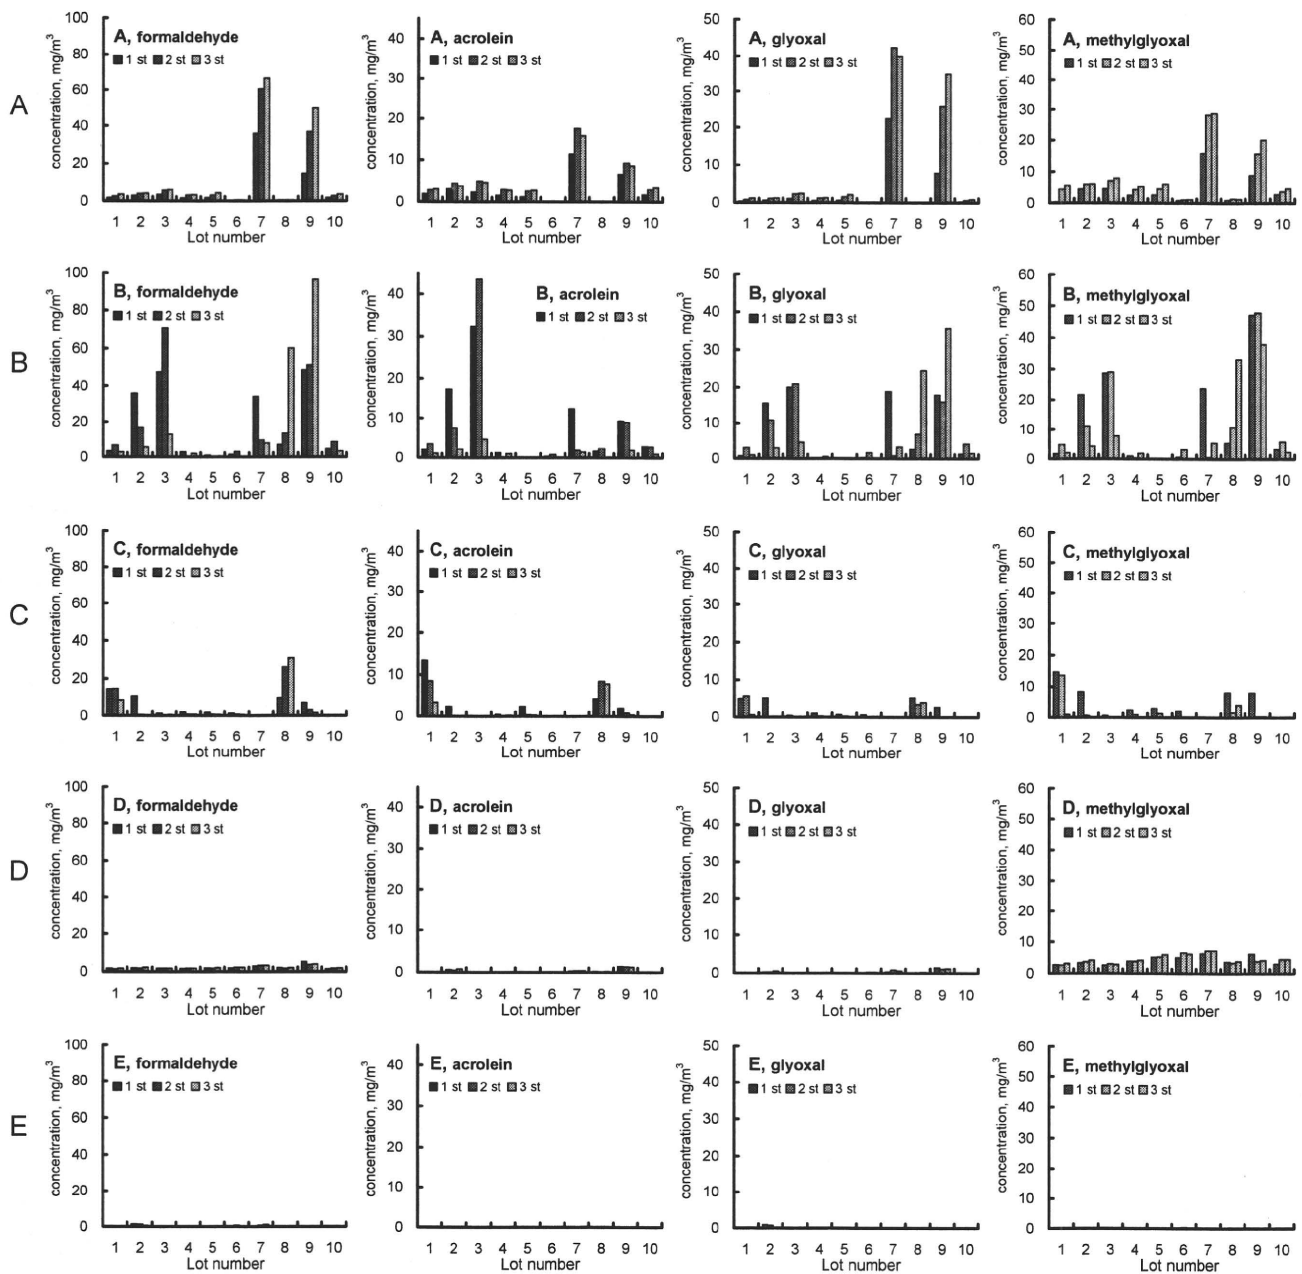 A
concentration, mg/m³
100
80
60
40
20
0
A, formaldehyde
1 st 2 st 3 st
1 2 3 4 5 6 7 8 9 10
Lot number
concentration, mg/m³
40
30
20
10
0
A, acrolein
1 st 2 st 3 st
1 2 3 4 5 6 7 8 9 10
Lot number
concentration, mg/m³
50
40
30
20
10
0
A, glyoxal
1 st 2 st 3 st
1 2 3 4 5 6 7 8 9 10
Lot number
concentration, mg/m³
60
50
40
30
20
10
0
A, methylglyoxal
1 st 2 st 3 st
1 2 3 4 5 6 7 8 9 10
Lot number
B
concentration, mg/m³
100
80
60
40
20
0
B, formaldehyde
1 st 2 st 3 st
1 2 3 4 5 6 7 8 9 10
Lot number
concentration, mg/m³
40
30
20
10
0
B, acrolein
1 st 2 st 3 st
1 2 3 4 5 6 7 8 9 10
Lot number
concentration, mg/m³
50
40
30
20
10
0
B, glyoxal
1 st 2 st 3 st
1 2 3 4 5 6 7 8 9 10
Lot number
concentration, mg/m³
60
50
40
30
20
10
0
B, methylglyoxal
1 st 2 st 3 st
1 2 3 4 5 6 7 8 9 10
Lot number
C
concentration, mg/m³
100
80
60
40
20
0
C, formaldehyde
1 st 2 st 3 st
1 2 3 4 5 6 7 8 9 10
Lot number
concentration, mg/m³
40
30
20
10
0
C, acrolein
1 st 2 st 3 st
1 2 3 4 5 6 7 8 9 10
Lot number
concentration, mg/m³
50
40
30
20
10
0
C, glyoxal
1 st 2 st 3 st
1 2 3 4 5 6 7 8 9 10
Lot number
concentration, mg/m³
60
50
40
30
20
10
0
C, methylglyoxal
1 st 2 st 3 st
1 2 3 4 5 6 7 8 9 10
Lot number
D
concentration, mg/m³
100
80
60
40
20
0
D, formaldehyde
1 st 2 st 3 st
1 2 3 4 5 6 7 8 9 10
Lot number
concentration, mg/m³
40
30
20
10
0
D, acrolein
1 st 2 st 3 st
1 2 3 4 5 6 7 8 9 10
Lot number
concentration, mg/m³
50
40
30
20
10
0
D, glyoxal
1 st 2 st 3 st
1 2 3 4 5 6 7 8 9 10
Lot number
concentration, mg/m³
60
50
40
30
20
10
0
D, methylglyoxal
1 st 2 st 3 st
1 2 3 4 5 6 7 8 9 10
Lot number
E
concentration, mg/m³
100
80
60
40
20
0
E, formaldehyde
1 st 2 st 3 st
1 2 3 4 5 6 7 8 9 10
Lot number
concentration, mg/m³
40
30
20
10
0
E, acrolein
1 st 2 st 3 st
1 2 3 4 5 6 7 8 9 10
Lot number
concentration, mg/m³
50
40
30
20
10
0
E, glyoxal
1 st 2 st 3 st
1 2 3 4 5 6 7 8 9 10
Lot number
concentration, mg/m³
60
50
40
30
20
10
0
E, methylglyoxal
1 st 2 st 3 st
1 2 3 4 5 6 7 8 9 10
Lot number